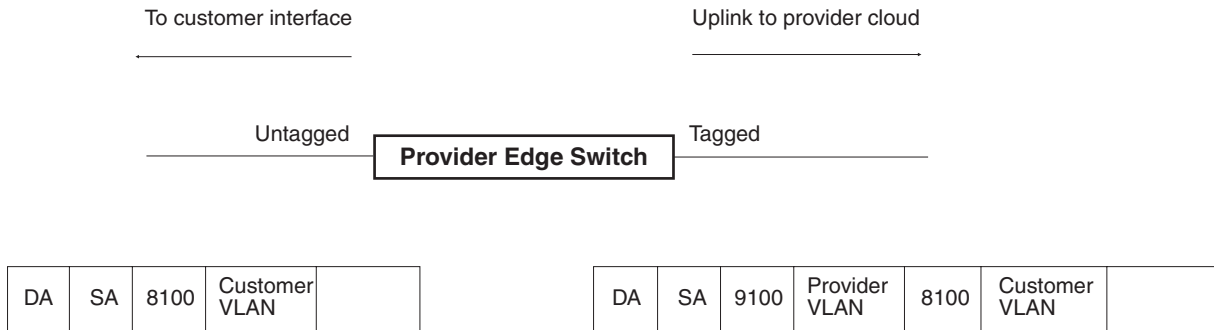 To customer interface
Uplink to provider cloud
Untagged
Provider Edge Switch
Tagged
DA SA 8100 Customer VLAN
DA SA 9100 Provider VLAN 8100 Customer VLAN